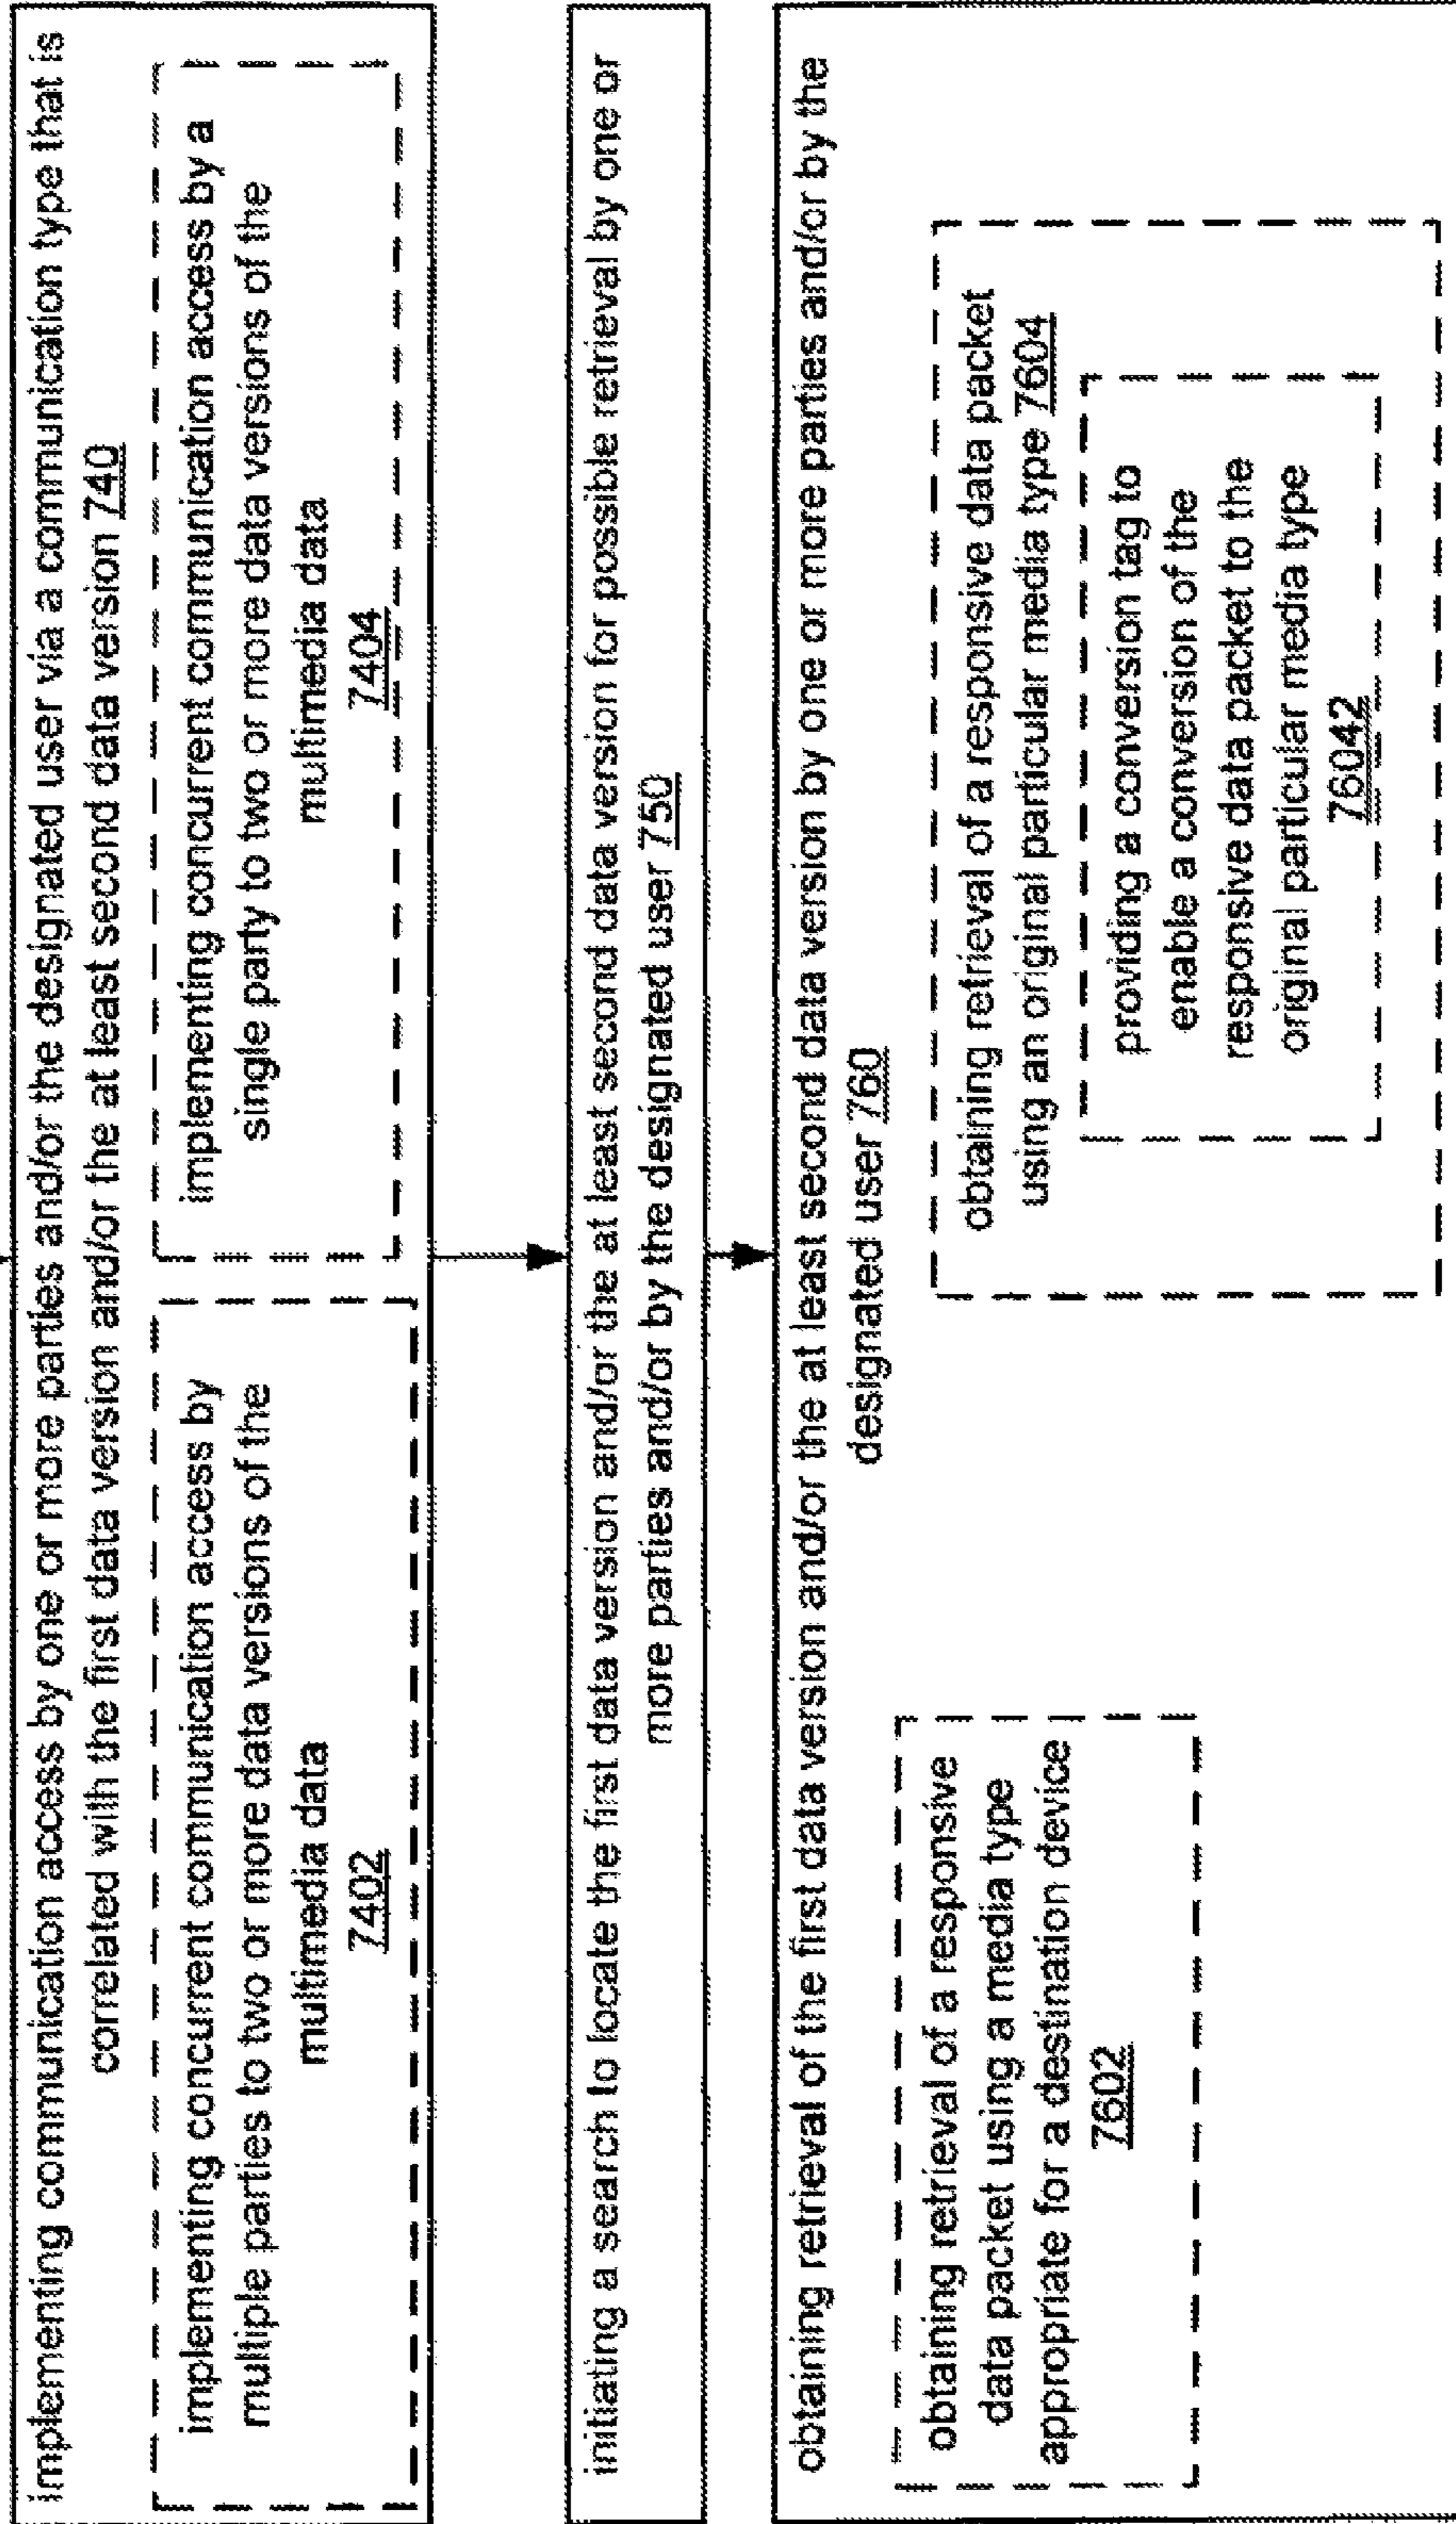 implementing communication access by one or more parties and/or the designated user via a communication type that is
correlated with the first data version and/or the at least second data version 740
implementing concurrent communication access by
multiple parties to two or more data versions of the
multimedia data
7402
implementing concurrent communication access by a
single party to two or more data versions of the
multimedia data
7404
initiating a search to locate the first data version and/or the at least second data version for possible retrieval by one or
more parties and/or by the designated user 750
obtaining retrieval of the first data version and/or the at least second data version by one or more parties and/or by the
designated user 760
obtaining retrieval of a responsive
data packet using a media type
appropriate for a destination device
7602
obtaining retrieval of a responsive data packet
using an original particular media type 7604
providing a conversion tag to
enable a conversion of the
responsive data packet to the
original particular media type
76042